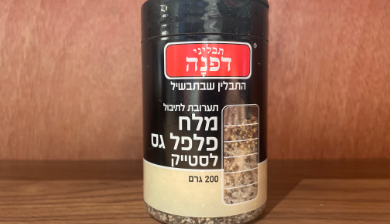 תבליני
דפנה
התבלין שבתבשיל
תערובת לתיבול
מלח
פלפל גס
לסטייק
200 גרם